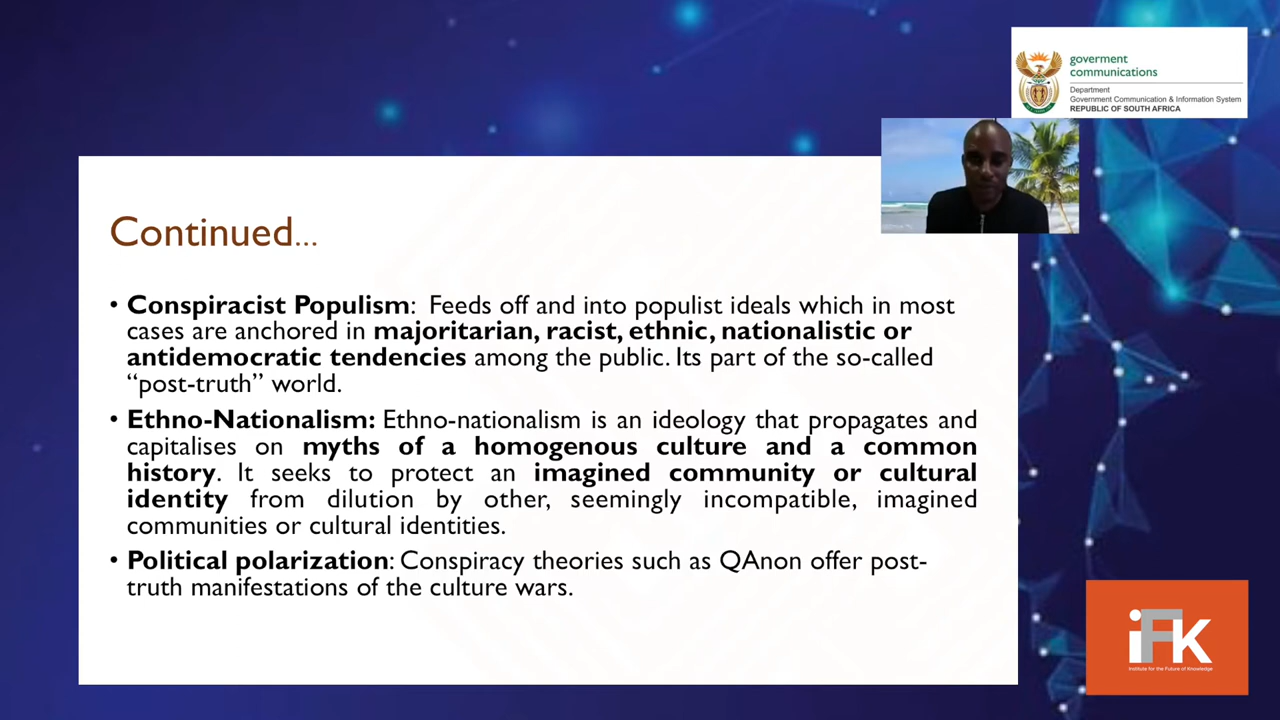 goverment
communications
Department
Government Communication & Information System
REPUBLIC OF SOUTH AFRICA
Continued...
• Conspiracist Populism: Feeds off and into populist ideals which in most
cases are anchored in majoritarian, racist, ethnic, nationalistic or
antidemocratic tendencies among the public. Its part of the so-called
“post-truth” world.
• Ethno-Nationalism: Ethno-nationalism is an ideology that propagates and
capitalises on myths of a homogenous culture and a common
history. It seeks to protect an imagined community or cultural
identity from dilution by other, seemingly incompatible, imagined
communities or cultural identities.
• Political polarization: Conspiracy theories such as QAnon offer post-
truth manifestations of the culture wars.
iFK
Institute for the Future of Knowledge